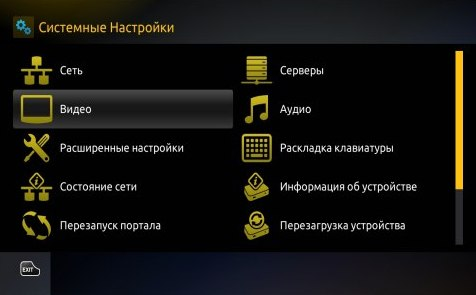 Системные Настройки
Сеть
Серверы
Видео
Аудио
Расширенные настройки
Раскладка клавиатуры
Состояние сети
Информация об устройстве
Перезапуск портала
Перезагрузка устройства
EXIT